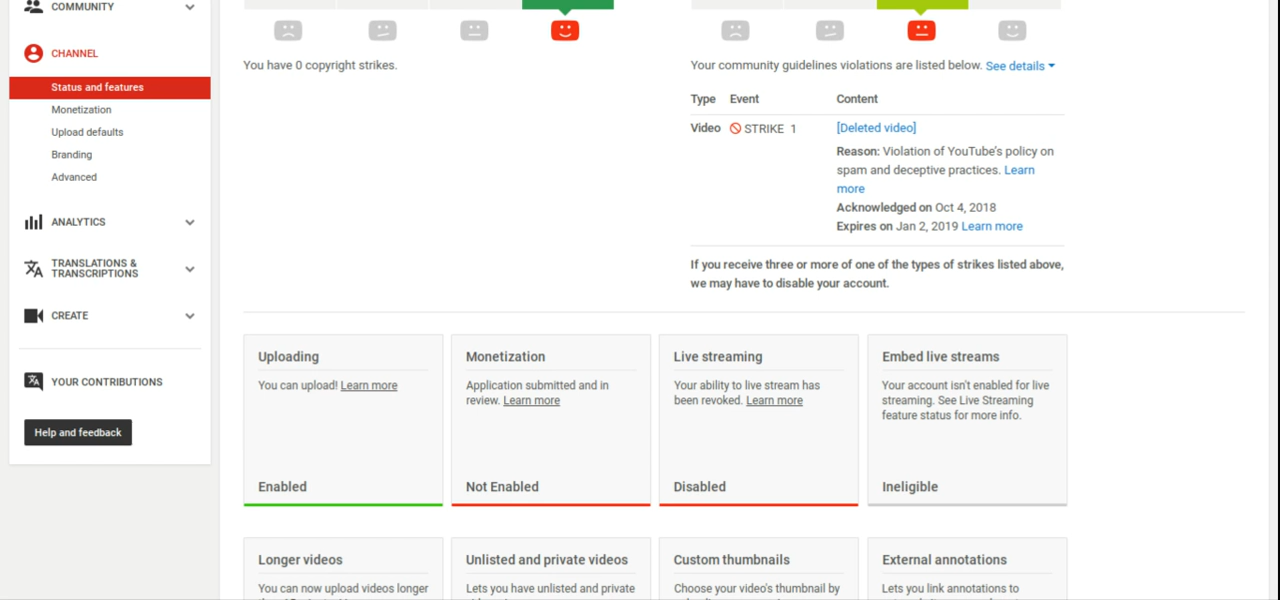 COMMUNITY
CHANNEL
Status and features
Monetization
Upload defaults
Branding
Advanced
ANALYTICS
TRANSLATIONS &
TRANSCRIPTIONS
CREATE
YOUR CONTRIBUTIONS
Help and feedback
You have 0 copyright strikes.
Your community guidelines violations are listed below. See details
Type Event Content
Video STRIKE 1 [Deleted video]
Reason: Violation of YouTube's policy on
spam and deceptive practices. Learn
more
Acknowledged on Oct 4, 2018
Expires on Jan 2, 2019 Learn more
If you receive three or more of one of the types of strikes listed above,
we may have to disable your account.
Uploading
You can upload! Learn more
Enabled
Monetization
Application submitted and in
review. Learn more
Not Enabled
Live streaming
Your ability to live stream has
been revoked. Learn more
Disabled
Embed live streams
Your account isn't enabled for live
streaming. See Live Streaming
feature status for more info.
Ineligible
Longer videos
You can now upload videos longer
Unlisted and private videos
Lets you have unlisted and private
Custom thumbnails
Choose your video's thumbnail by
External annotations
Lets you link annotations to